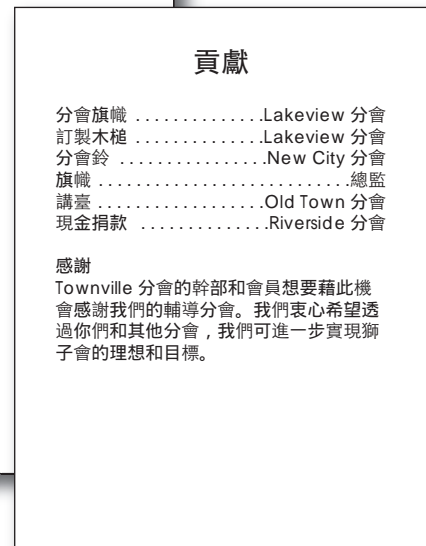 貢獻
分會旗幟 ..............Lakeview 分會
訂製木槌 ..............Lakeview 分會
分會鈴 ................New City 分會
旗幟 ...........................總監
講臺 ..................Old Town 分會
現金捐款 ..............Riverside 分會
感謝
Townville 分會的幹部和會員想要藉此機
會感謝我們的輔導分會。我們衷心希望透
過你們和其他分會，我們可進一步實現獅
子會的理想和目標。